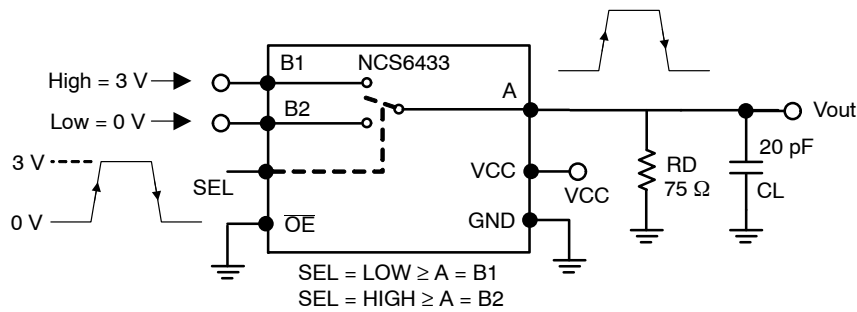 B1
NCS6433
High = 3 V
A
B2
Low = 0 V
Vout
3 V
20 pF
RD
75 Ω
SEL
VCC
VCC
CL
0 V
OE
GND
SEL = LOW ≥ A = B1
SEL = HIGH ≥ A = B2